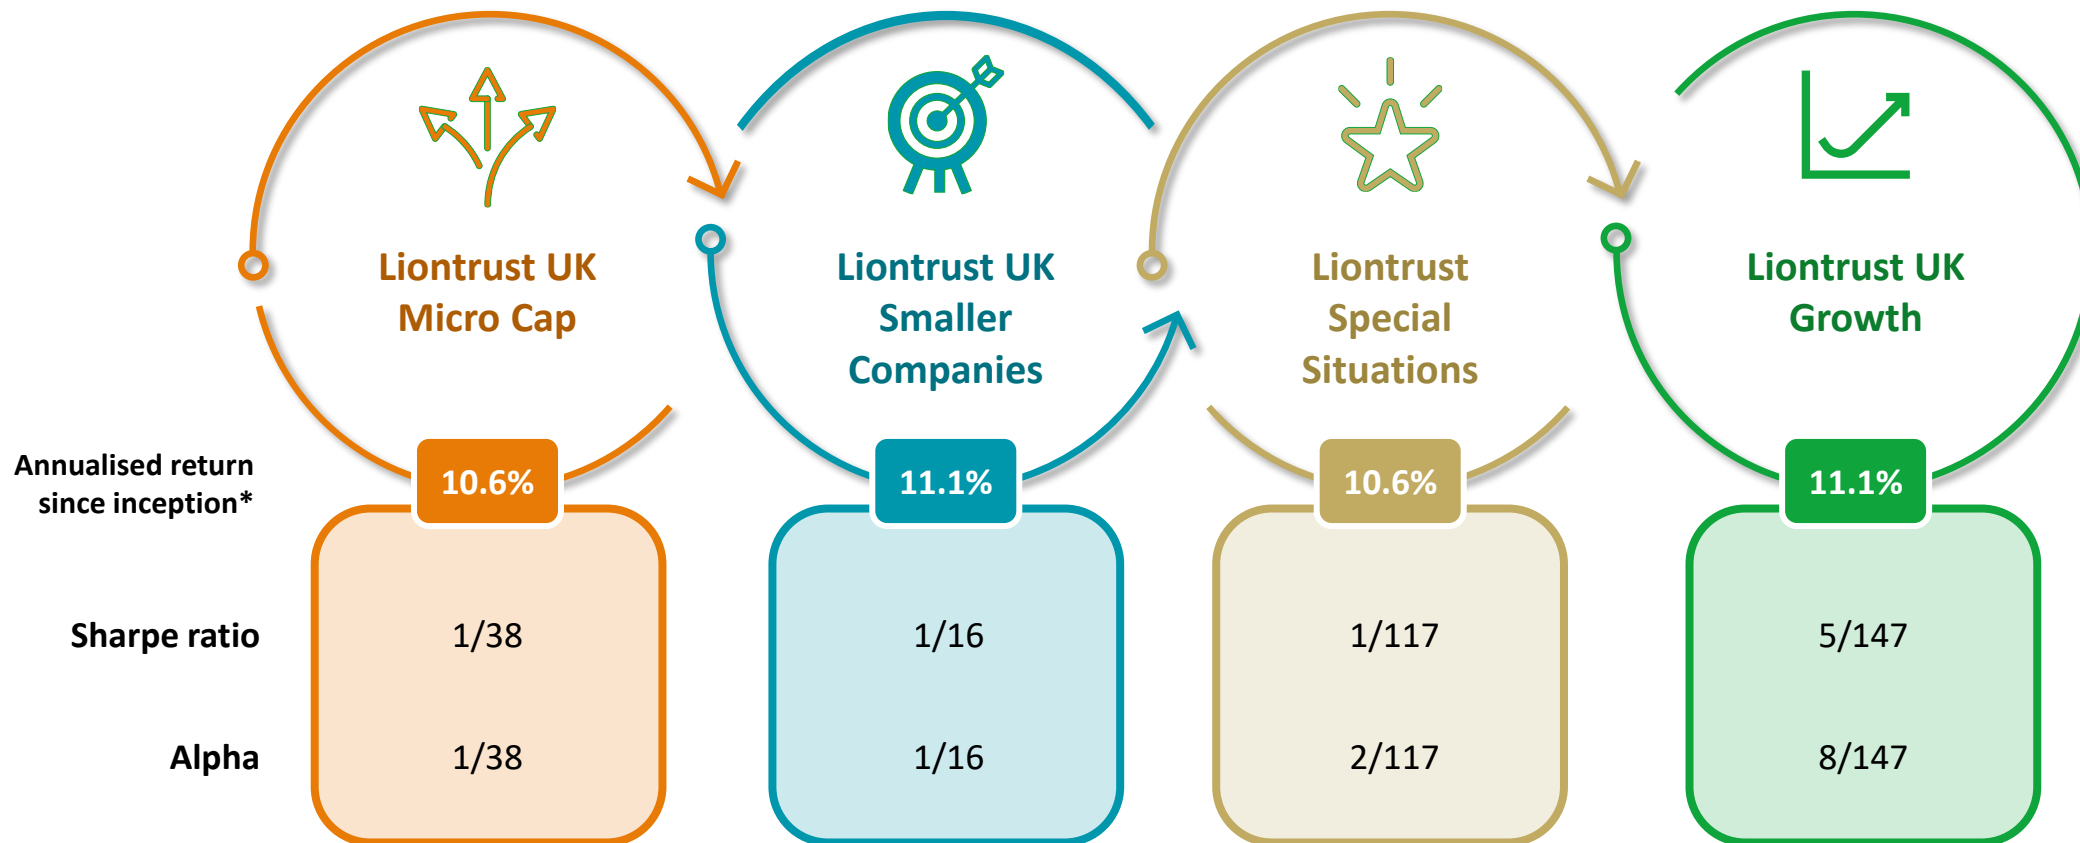 Liontrust UK
Micro Cap
Liontrust UK
Smaller
Companies
Liontrust
Special
Situations
Liontrust UK
Growth
Annualised return
since inception*
10.6%
11.1%
10.6%
11.1%
Sharpe ratio
1/38
1/16
1/117
5/147
Alpha
1/38
1/16
2/117
8/147